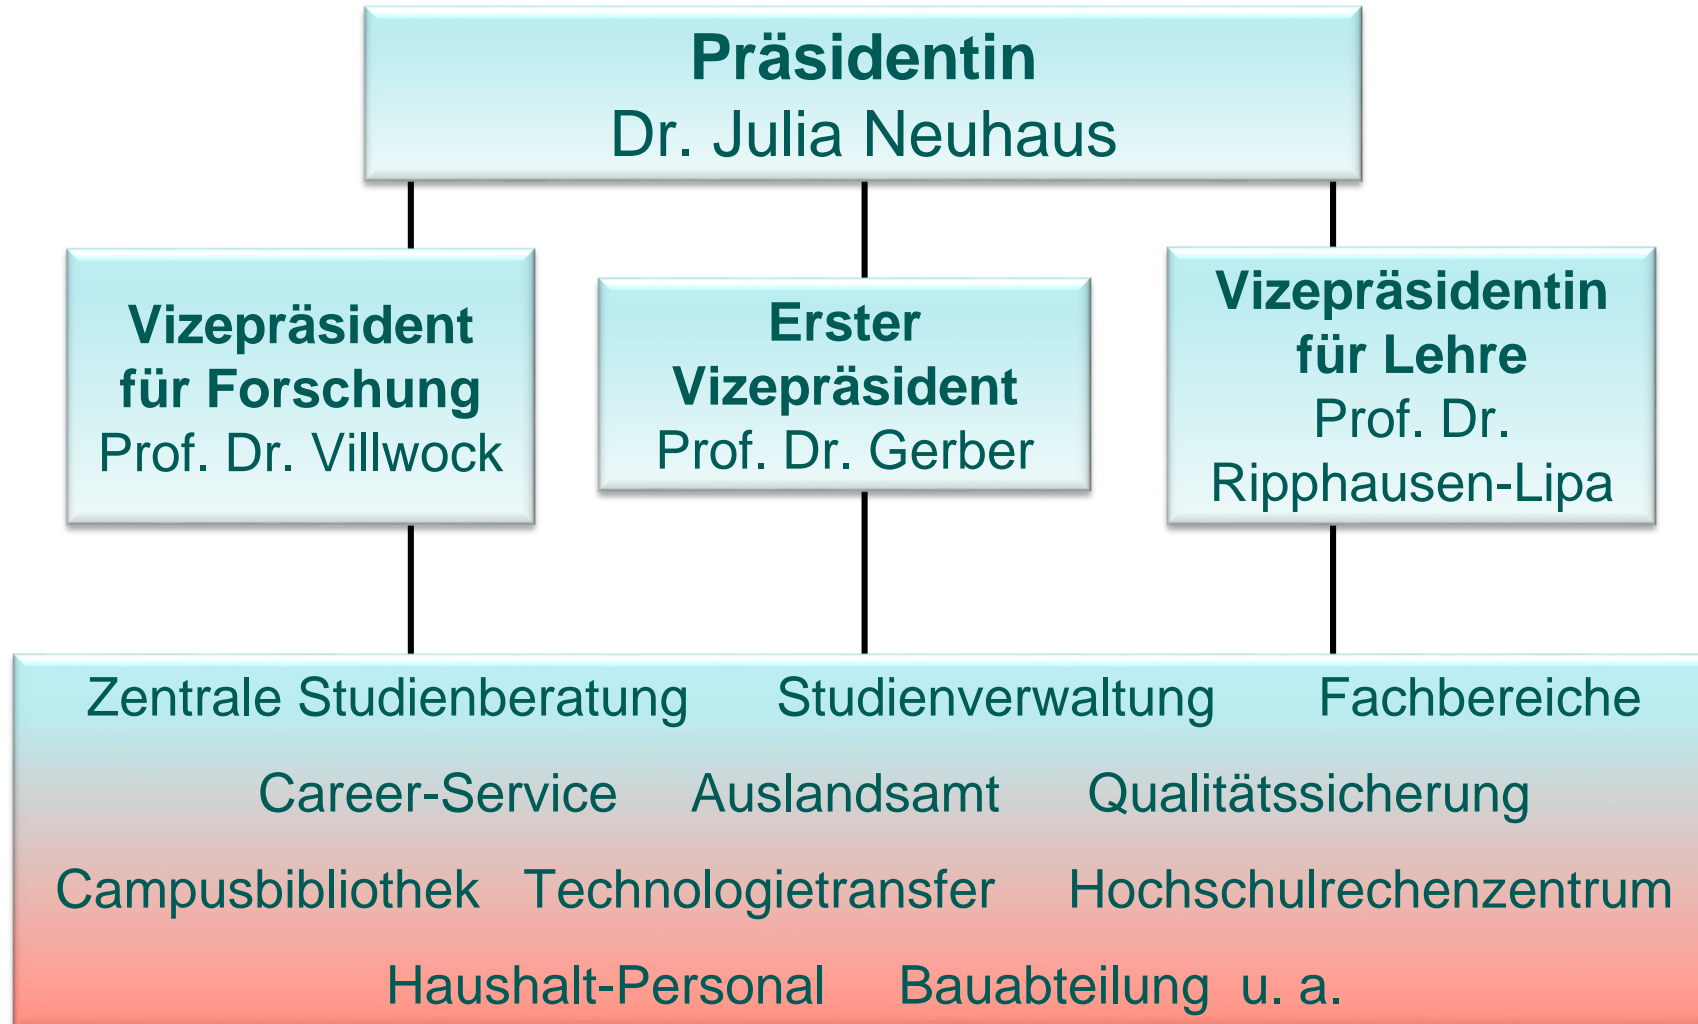 Präsidentin
Dr. Julia Neuhaus
Vizepräsident
für Forschung
Prof. Dr. Villwock
Erster
Vizepräsident
Prof. Dr. Gerber
Vizepräsidentin
für Lehre
Prof. Dr.
Ripphausen-Lipa
Zentrale Studienberatung Studienverwaltung Fachbereiche
Career-Service Auslandsamt Qualitätssicherung
Campusbibliothek Technologietransfer Hochschulrechenzentrum
Haushalt-Personal Bauabteilung u. a.